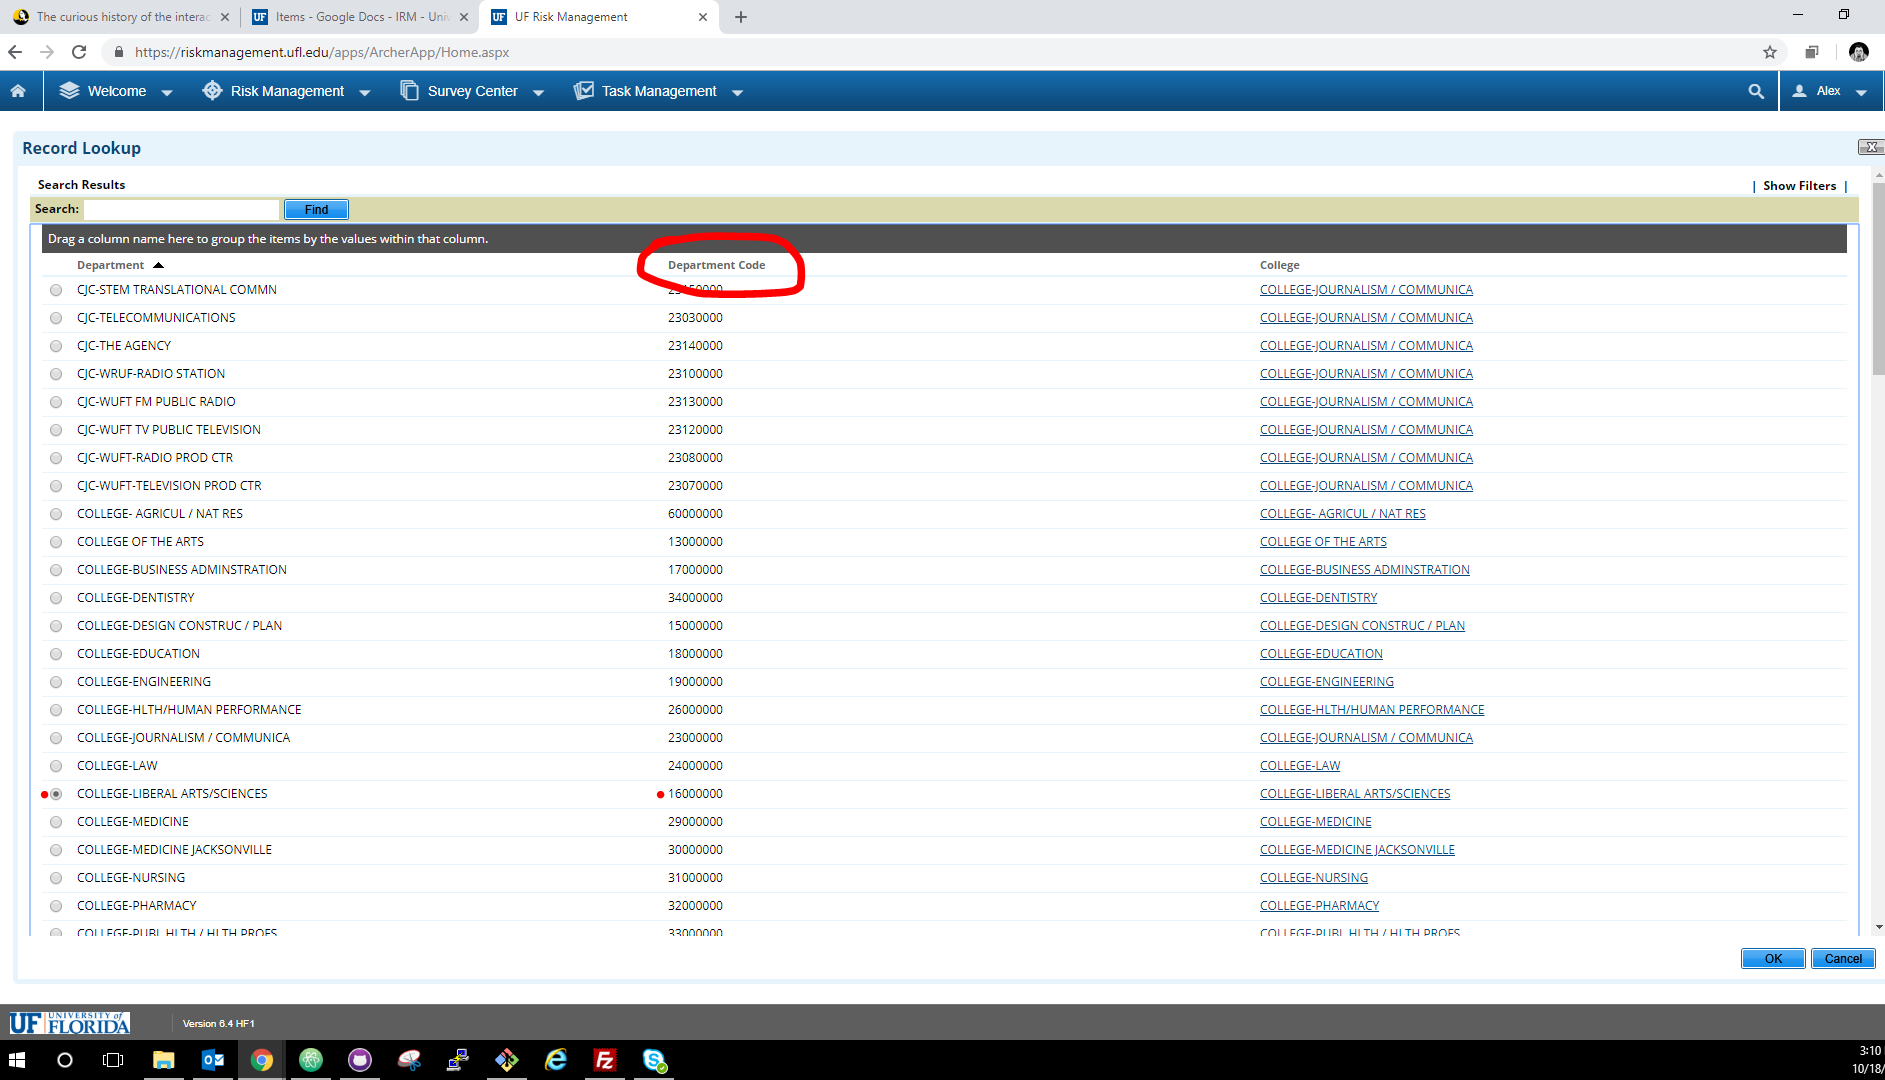 The curious history of the interac
Items - Google Docs - IRM - Univ
UF Risk Management
https://riskmanagement.ufl.edu/apps/ArcherApp/Home.aspx
Welcome
Risk Management
Survey Center
Task Management
Alex
Record Lookup
X
Search Results
| Show Filters |
Search:
Find
Drag a column name here to group the items by the values within that column.
Department Department Code College
CJC-STEM TRANSLATIONAL COMMN 23150000 COLLEGE-JOURNALISM / COMMUNICA
CJC-TELECOMMUNICATIONS 23030000 COLLEGE-JOURNALISM / COMMUNICA
CJC-THE AGENCY 23140000 COLLEGE-JOURNALISM / COMMUNICA
CJC-WRUF-RADIO STATION 23100000 COLLEGE-JOURNALISM / COMMUNICA
CJC-WUFT FM PUBLIC RADIO 23130000 COLLEGE-JOURNALISM / COMMUNICA
CJC-WUFT TV PUBLIC TELEVISION 23120000 COLLEGE-JOURNALISM / COMMUNICA
CJC-WUFT-RADIO PROD CTR 23080000 COLLEGE-JOURNALISM / COMMUNICA
CJC-WUFT-TELEVISION PROD CTR 23070000 COLLEGE-JOURNALISM / COMMUNICA
COLLEGE- AGRICUL / NAT RES 60000000 COLLEGE- AGRICUL / NAT RES
COLLEGE OF THE ARTS 13000000 COLLEGE OF THE ARTS
COLLEGE-BUSINESS ADMINSTRATION 17000000 COLLEGE-BUSINESS ADMINSTRATION
COLLEGE-DENTISTRY 34000000 COLLEGE-DENTISTRY
COLLEGE-DESIGN CONSTRUC / PLAN 15000000 COLLEGE-DESIGN CONSTRUC / PLAN
COLLEGE-EDUCATION 18000000 COLLEGE-EDUCATION
COLLEGE-ENGINEERING 19000000 COLLEGE-ENGINEERING
COLLEGE-HLTH/HUMAN PERFORMANCE 26000000 COLLEGE-HLTH/HUMAN PERFORMANCE
COLLEGE-JOURNALISM / COMMUNICA 23000000 COLLEGE-JOURNALISM / COMMUNICA
COLLEGE-LAW 24000000 COLLEGE-LAW
COLLEGE-LIBERAL ARTS/SCIENCES 16000000 COLLEGE-LIBERAL ARTS/SCIENCES
COLLEGE-MEDICINE 29000000 COLLEGE-MEDICINE
COLLEGE-MEDICINE JACKSONVILLE 30000000 COLLEGE-MEDICINE JACKSONVILLE
COLLEGE-NURSING 31000000 COLLEGE-NURSING
COLLEGE-PHARMACY 32000000 COLLEGE-PHARMACY
COLLEGE-PUBL HLTH / HLTH PROFS 33000000 COLLEGE-PUBL HLTH / HLTH PROFS
OK
Cancel
UF UNIVERSITY of FLORIDA
Version 6.4 HF1
3:10
10/18/